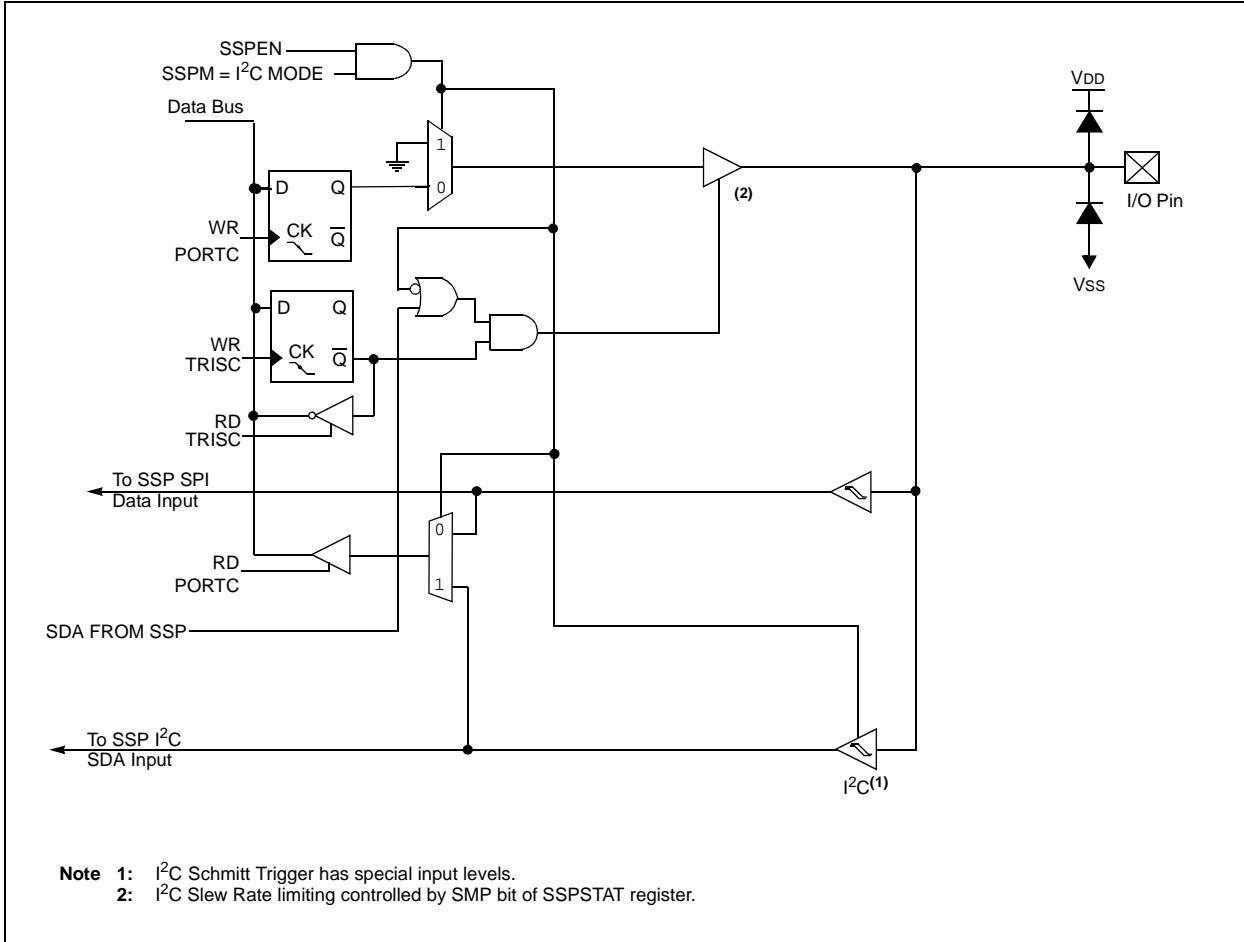 SSPEN
SSPM = I²C MODE
Data Bus
VDD
1
0
(2)
I/O Pin
D Q
WR
PORTC
CK Q̅
VSS
D Q
WR
TRISC
CK Q̅
RD
TRISC
To SSP SPI
Data Input
0
1
RD
PORTC
SDA FROM SSP
To SSP I²C
SDA Input
I²C(1)
Note 1: I²C Schmitt Trigger has special input levels.
2: I²C Slew Rate limiting controlled by SMP bit of SSPSTAT register.